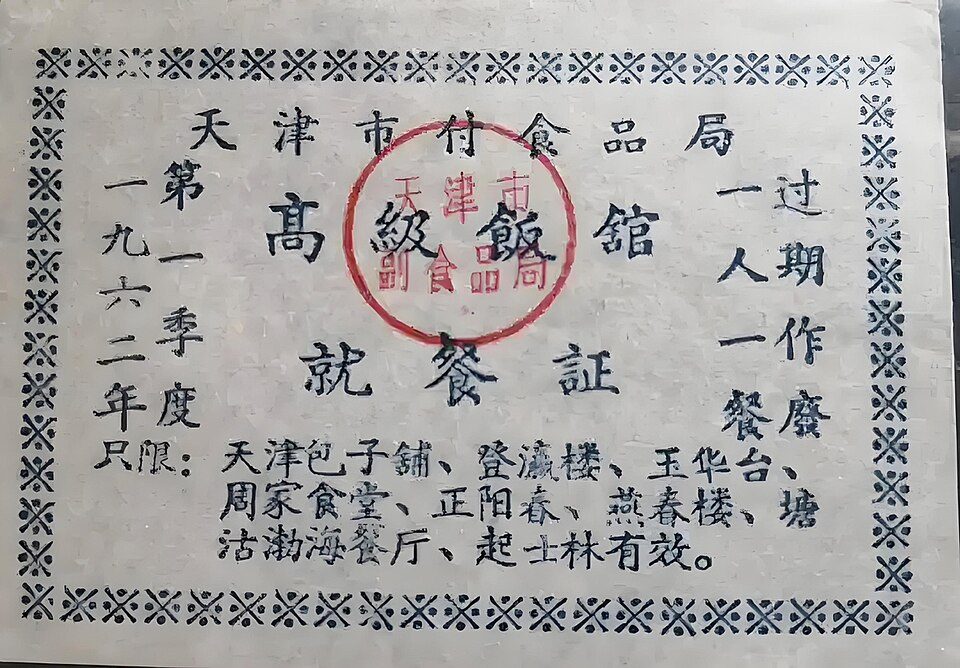 天津市付食品局
高級飯舘
就餐証
一九六二年
第一季度
过期作廢
一人一餐
天津市
副食品局
只限：天津包子舖、登瀛楼、玉华台、
周家食堂、正阳春、燕春楼、塘
沽渤海餐厅、起士林有效。